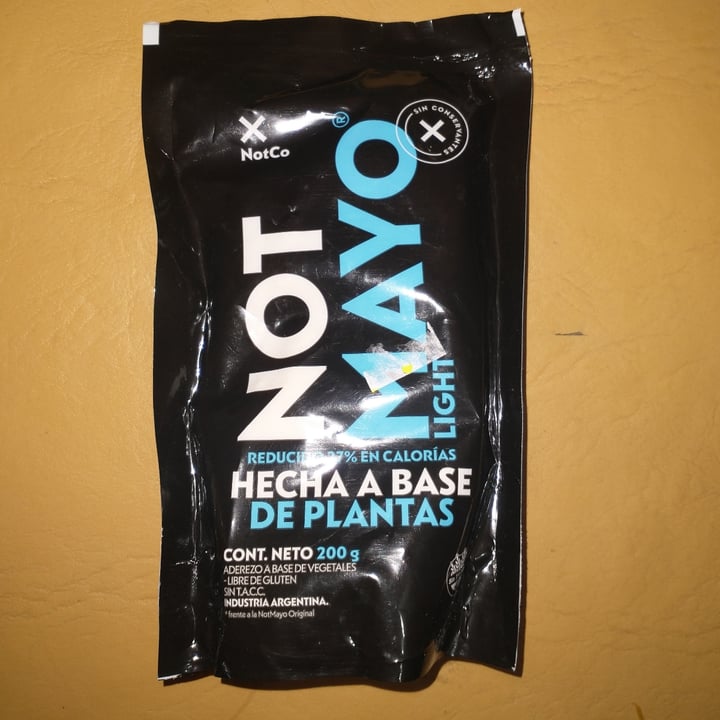 NotCo
SIN CONSERVANTES
NOT
MAYO®
LIGHT
EN CALORÍAS
HECHA A BASE
DE PLANTAS
CONT. NETO 200 g
ADEREZO A BASE DE VEGETALES
- LIBRE DE GLUTEN
SIN T.A.C.C.
INDUSTRIA ARGENTINA.
* frente a la NotMayo Original